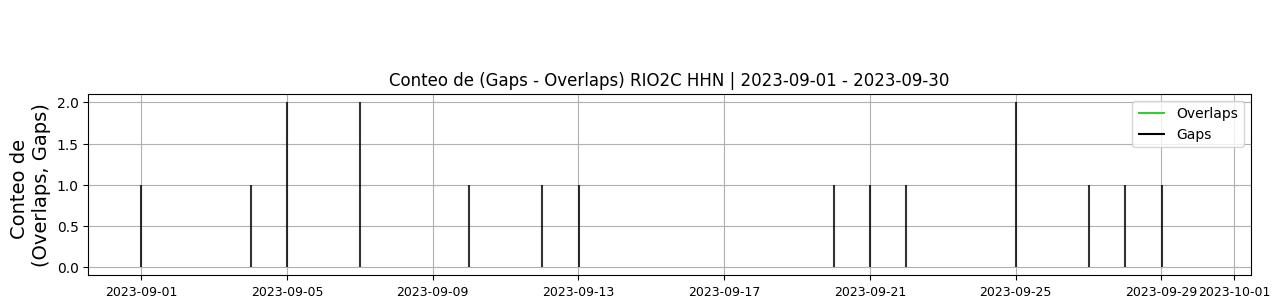 Conteo de (Gaps - Overlaps) RIO2C HHN | 2023-09-01 - 2023-09-30
Conteo de
(Overlaps, Gaps)
2.0
1.5
1.0
0.5
0.0
Overlaps
Gaps
2023-09-01 2023-09-05 2023-09-09 2023-09-13 2023-09-17 2023-09-21 2023-09-25 2023-09-29 2023-10-01